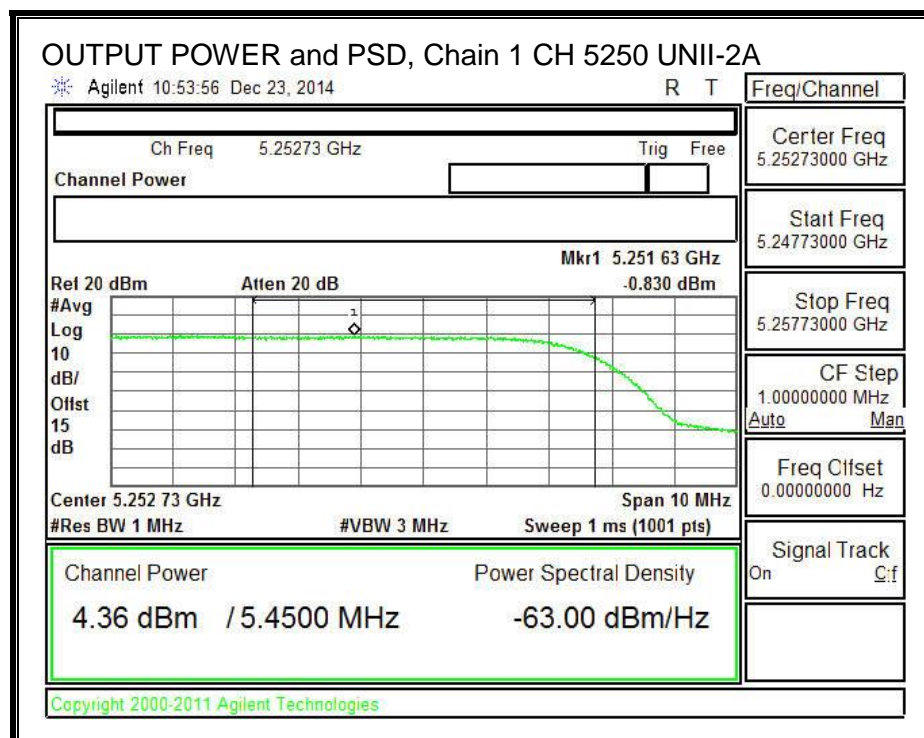 OUTPUT POWER and PSD, Chain 1 CH 5250 UNII-2A
Agilent 10:53:56 Dec 23, 2014 R T
Freq/Channel
Ch Freq 5.25273 GHz Trig Free
Channel Power
Center Freq
5.25273000 GHz
Start Freq
5.24773000 GHz
Mkr1 5.251 63 GHz
Ref 20 dBm Atten 20 dB -0.830 dBm
#Avg
Log
10
dB/
Offst
15
dB
1
Stop Freq
5.25773000 GHz
CF Step
1.00000000 MHz
Auto Man
Freq Offset
0.00000000 Hz
Center 5.252 73 GHz Span 10 MHz
#Res BW 1 MHz #VBW 3 MHz Sweep 1 ms (1001 pts)
Signal Track
On Off
Channel Power Power Spectral Density
4.36 dBm / 5.4500 MHz -63.00 dBm/Hz
Copyright 2000-2011 Agilent Technologies